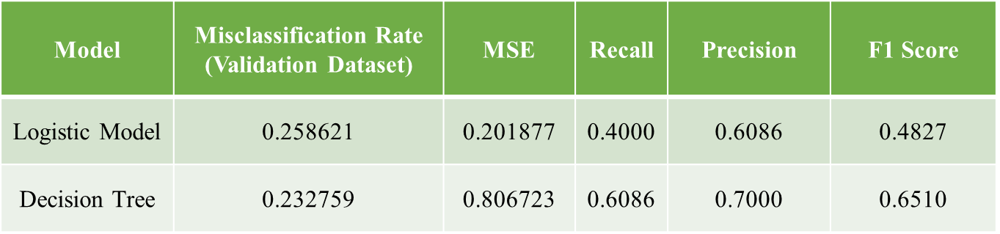 Model Misclassification Rate (Validation Dataset) MSE Recall Precision F1 Score
Logistic Model 0.258621 0.201877 0.4000 0.6086 0.4827
Decision Tree 0.232759 0.806723 0.6086 0.7000 0.6510